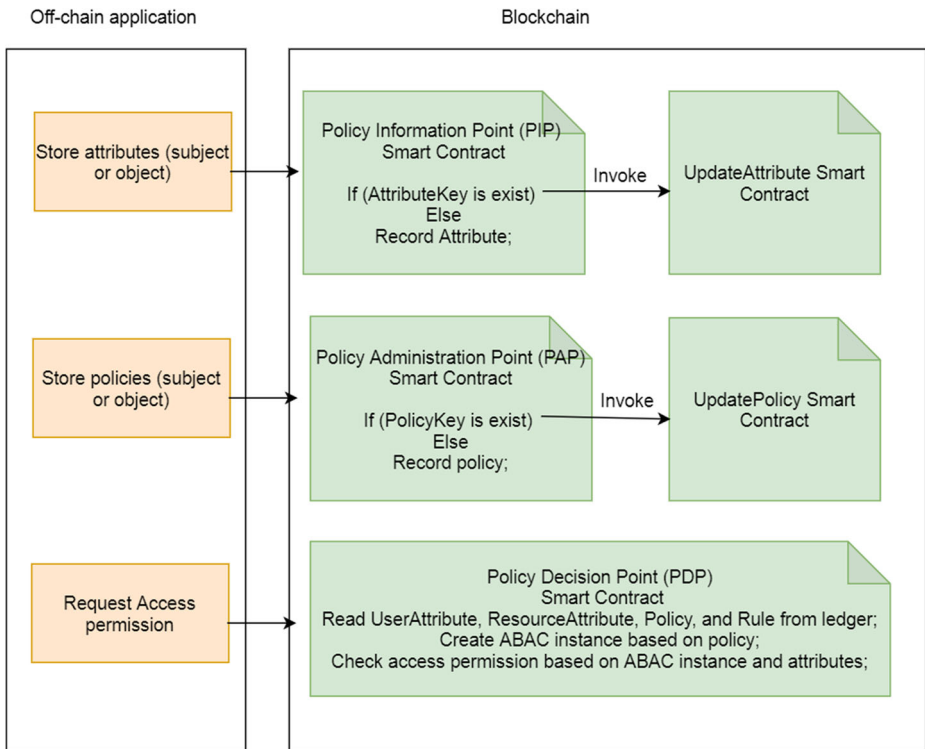 Off-chain application
Blockchain
Store attributes (subject
or object)
Policy Information Point (PIP)
Smart Contract
If (AttributeKey is exist)
Else
Record Attribute;
Invoke
UpdateAttribute Smart
Contract
Store policies (subject
or object)
Policy Administration Point (PAP)
Smart Contract
If (PolicyKey is exist)
Else
Record policy;
Invoke
UpdatePolicy Smart
Contract
Request Access
permission
Policy Decision Point (PDP)
Smart Contract
Read UserAttribute, ResourceAttribute, Policy, and Rule from ledger;
Create ABAC instance based on policy;
Check access permission based on ABAC instance and attributes;